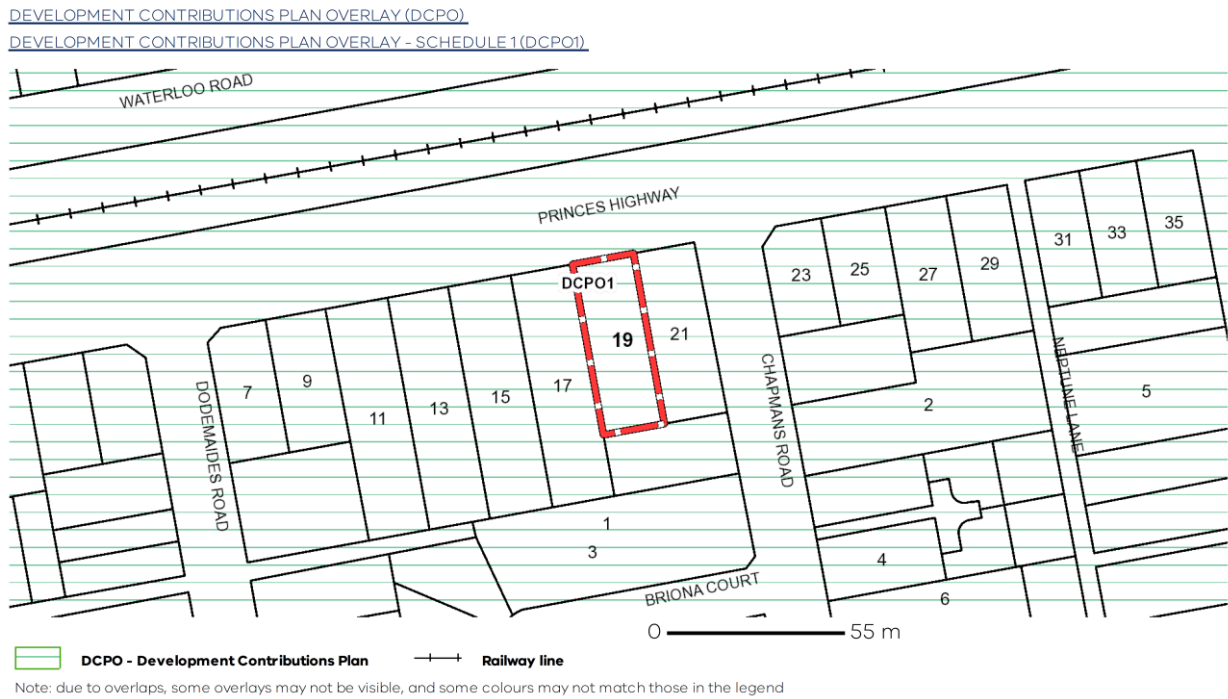 DEVELOPMENT CONTRIBUTIONS PLAN OVERLAY (DCPO)
DEVELOPMENT CONTRIBUTIONS PLAN OVERLAY - SCHEDULE 1 (DCPO1)
WATERLOO ROAD
PRINCES HIGHWAY
DCPO1
7
9
11
13
15
17
19
21
23
25
27
29
31
33
35
DODEMAIDES ROAD
CHAPMANS ROAD
NEPTUNE LANE
2
5
1
3
4
6
BRIONA COURT
0 55 m
DCPO - Development Contributions Plan
Railway line
Note: due to overlaps, some overlays may not be visible, and some colours may not match those in the legend